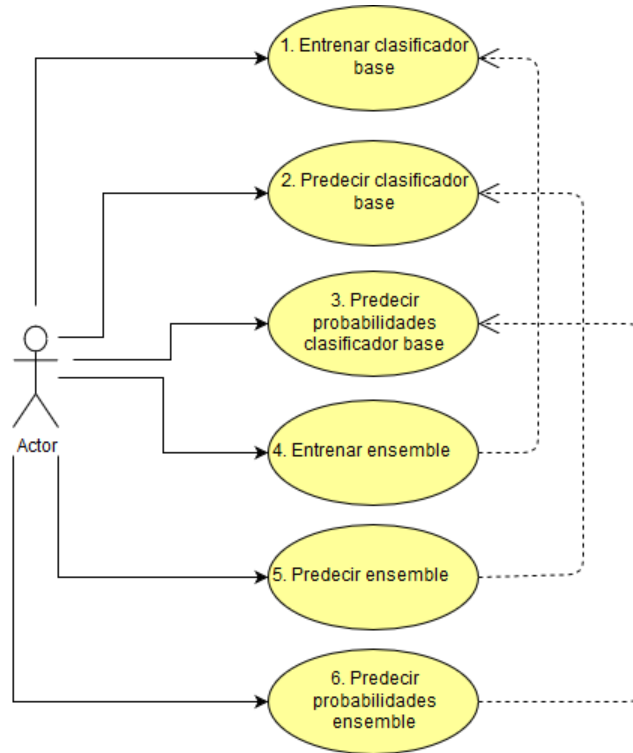 1. Entrenar clasificador
base
2. Predecir clasificador
base
3. Predecir
probabilidades
clasificador base
Actor
4. Entrenar ensemble
5. Predecir ensemble
6. Predecir
probabilidades
ensemble